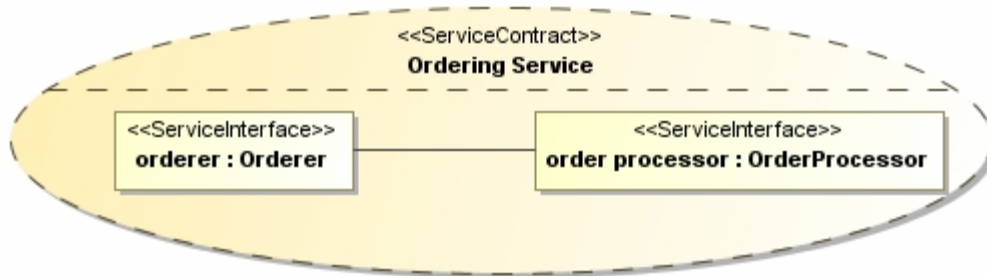 <<ServiceContract>>
Ordering Service
<<ServiceInterface>>
orderer : Orderer
<<ServiceInterface>>
order processor : OrderProcessor